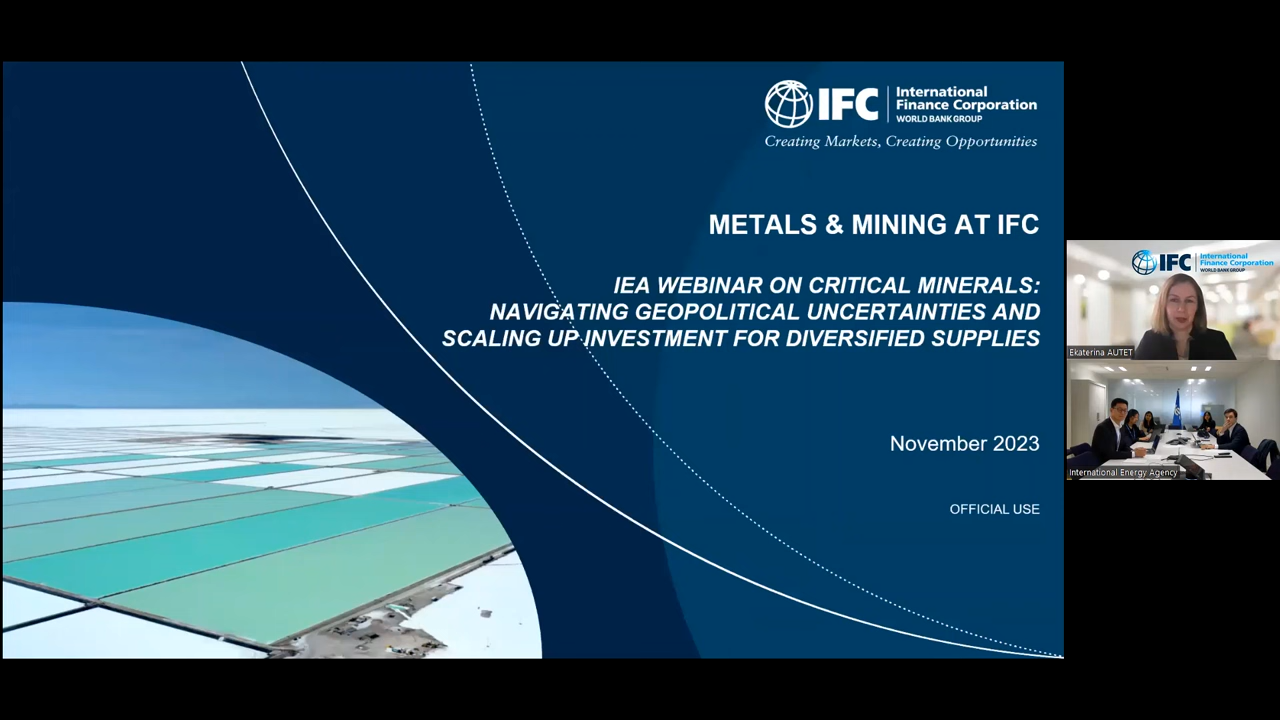 IFC
International
Finance Corporation
WORLD BANK GROUP
Creating Markets, Creating Opportunities
METALS & MINING AT IFC
IEA WEBINAR ON CRITICAL MINERALS:
NAVIGATING GEOPOLITICAL UNCERTAINTIES AND
SCALING UP INVESTMENT FOR DIVERSIFIED SUPPLIES
November 2023
OFFICIAL USE
IFC
International
Finance Corporation
WORLD BANK GROUP
Ekaterina AUTET
International Energy Agency